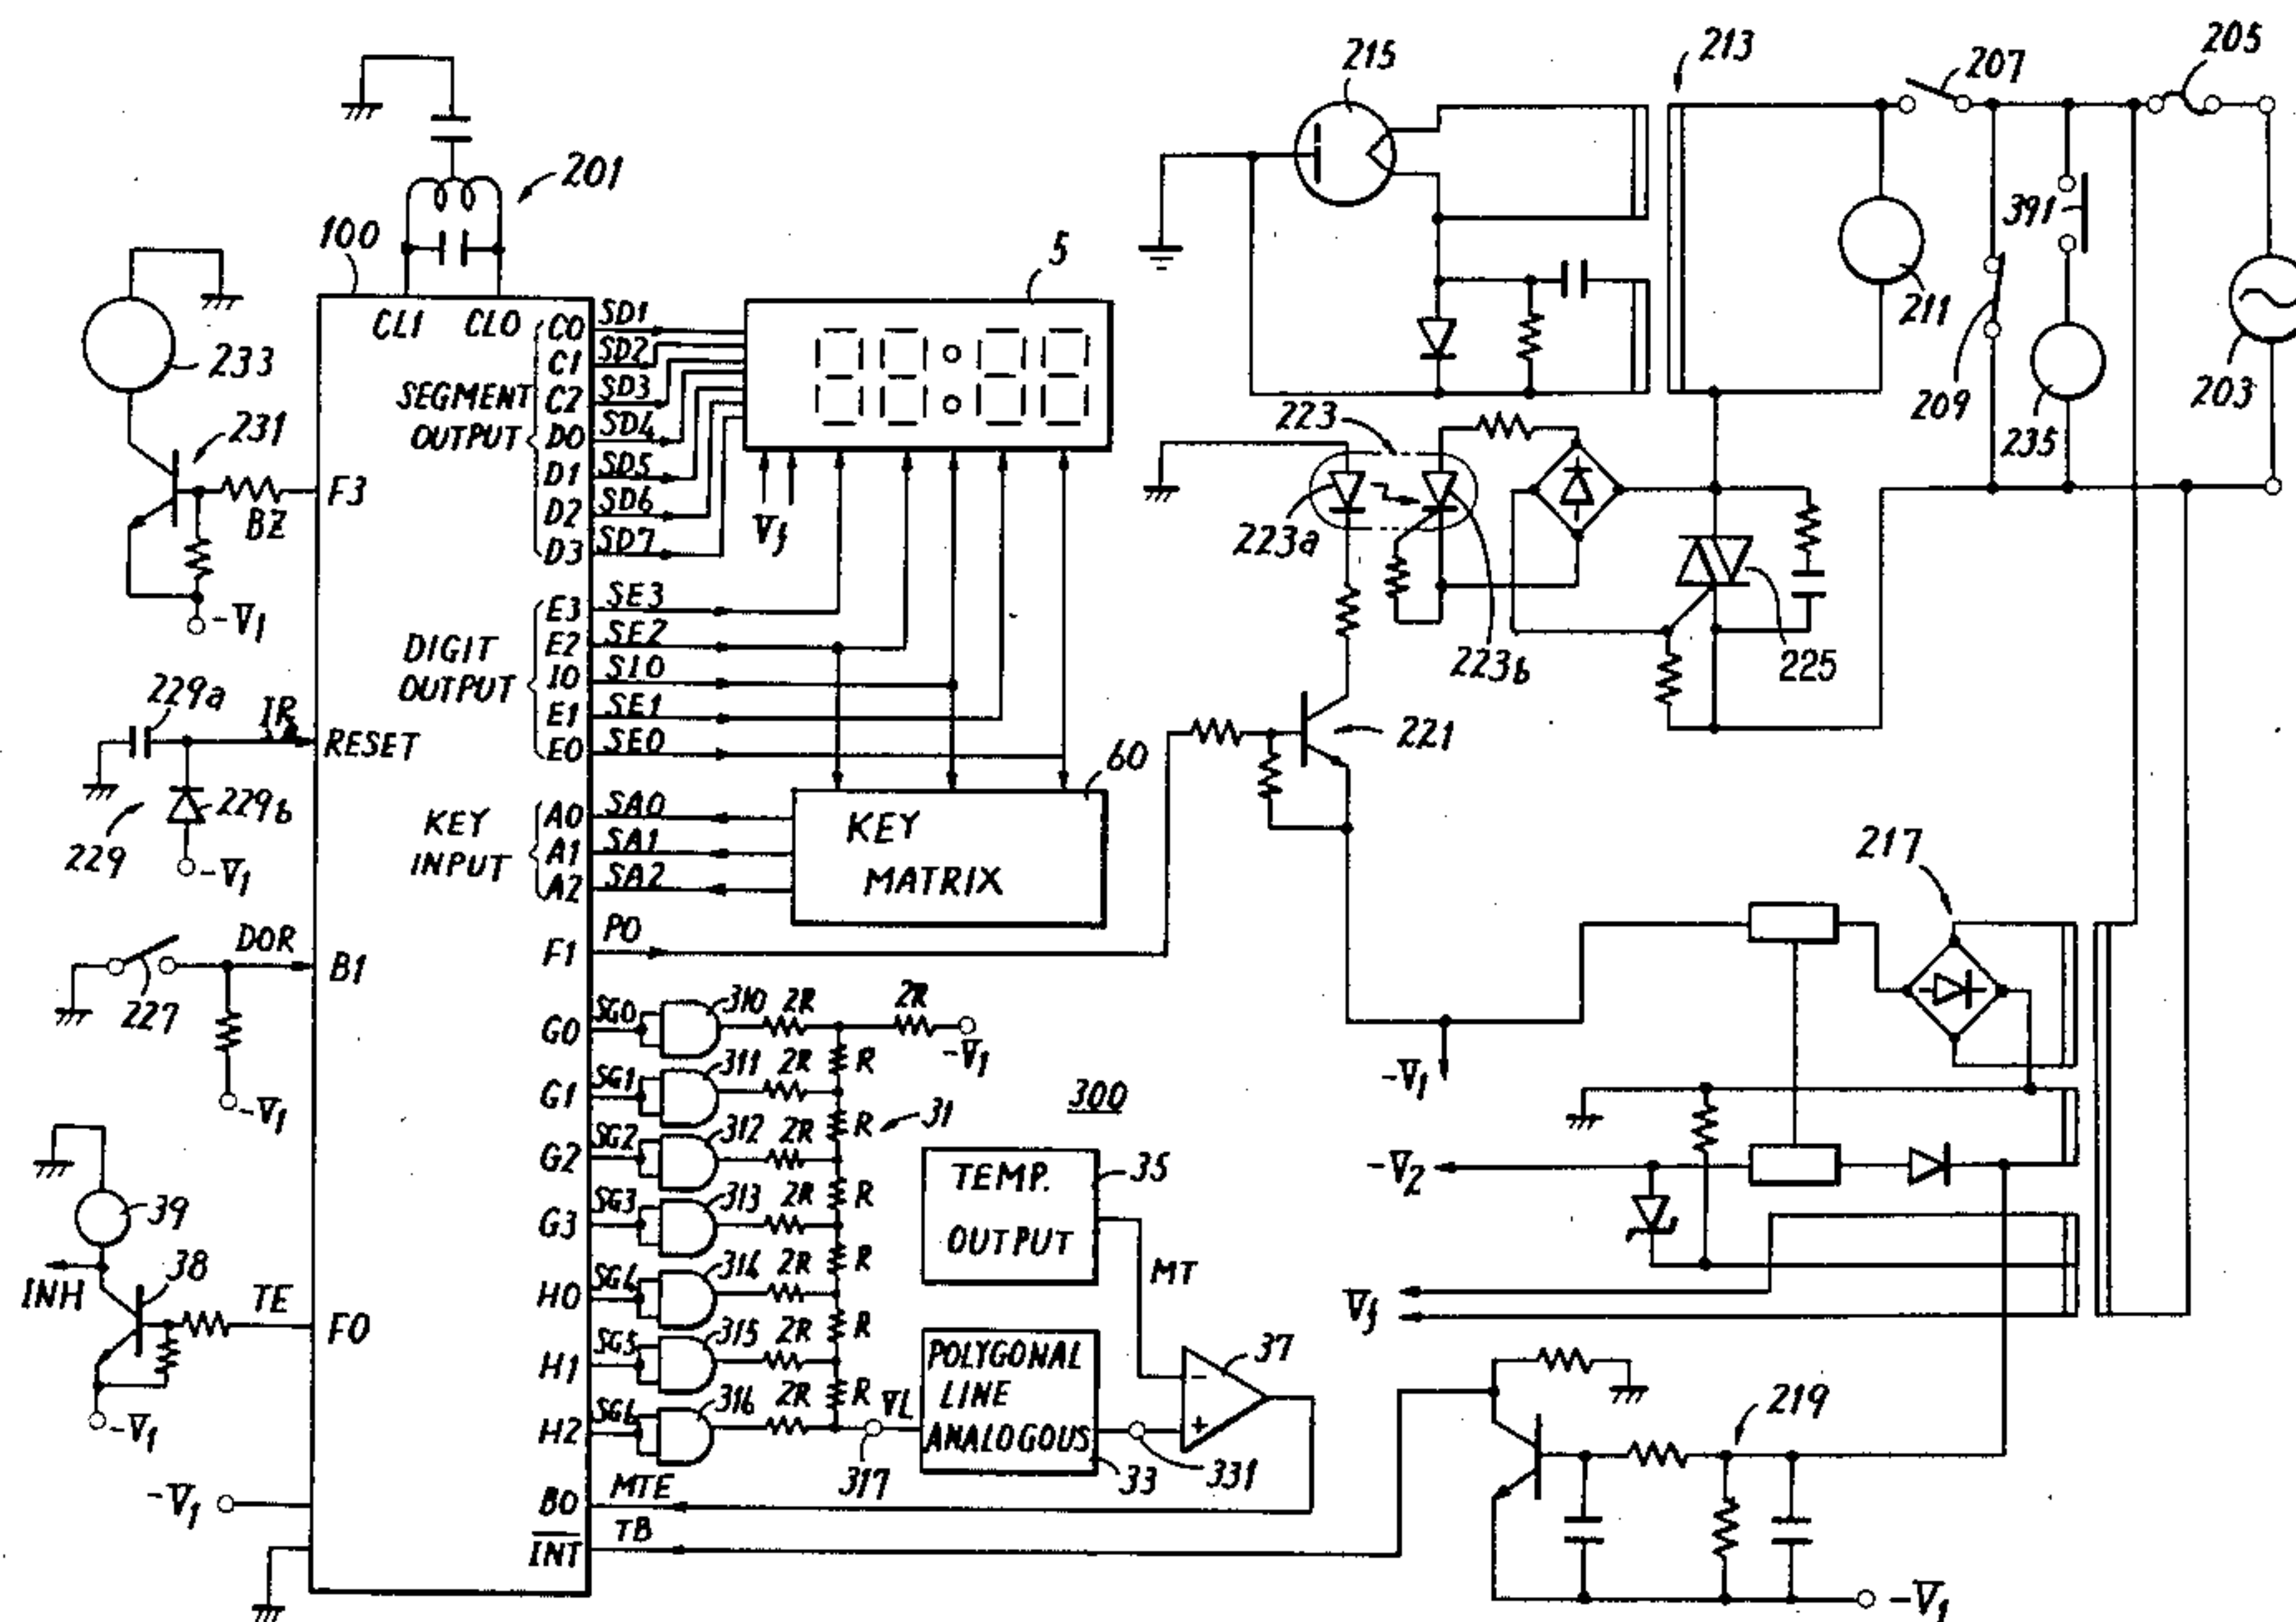 215
213
207
205
201
100
5
391
211
209
235
203
CLI CLO
233
231
F3
BZ
-V1
SEGMENT
OUTPUT
C0 SD1
C1 SD2
C2 SD3
D0 SD4
D1 SD5
D2 SD6
D3 SD7
Vf
223
223a
223b
225
DIGIT
OUTPUT
E3 SE3
E2 SE2
I0 SI0
E1 SE1
E0 SE0
229a
IR
RESET
229b
229
-V1
KEY
INPUT
A0 SA0
A1 SA1
A2 SA2
60
KEY
MATRIX
221
217
DOR
B1
227
-V1
F1 PO
G0 SG0 310 2R 2R
-V1
R
G1 SG1 311 2R
R
31
G2 SG2 312 2R
R
G3 SG3 313 2R
R
H0 SG4 314 2R
R
H1 SG5 315 2R
R
H2 SG6 316 2R
317
VL
300
TEMP.
OUTPUT
35
MT
POLYGONAL
LINE
ANALOGOUS
33
331
37
-
+
-V1
-V2
Vf
39
INH
38
TE
F0
-V1
219
-V1
B0 MTE
INT TB
-V1